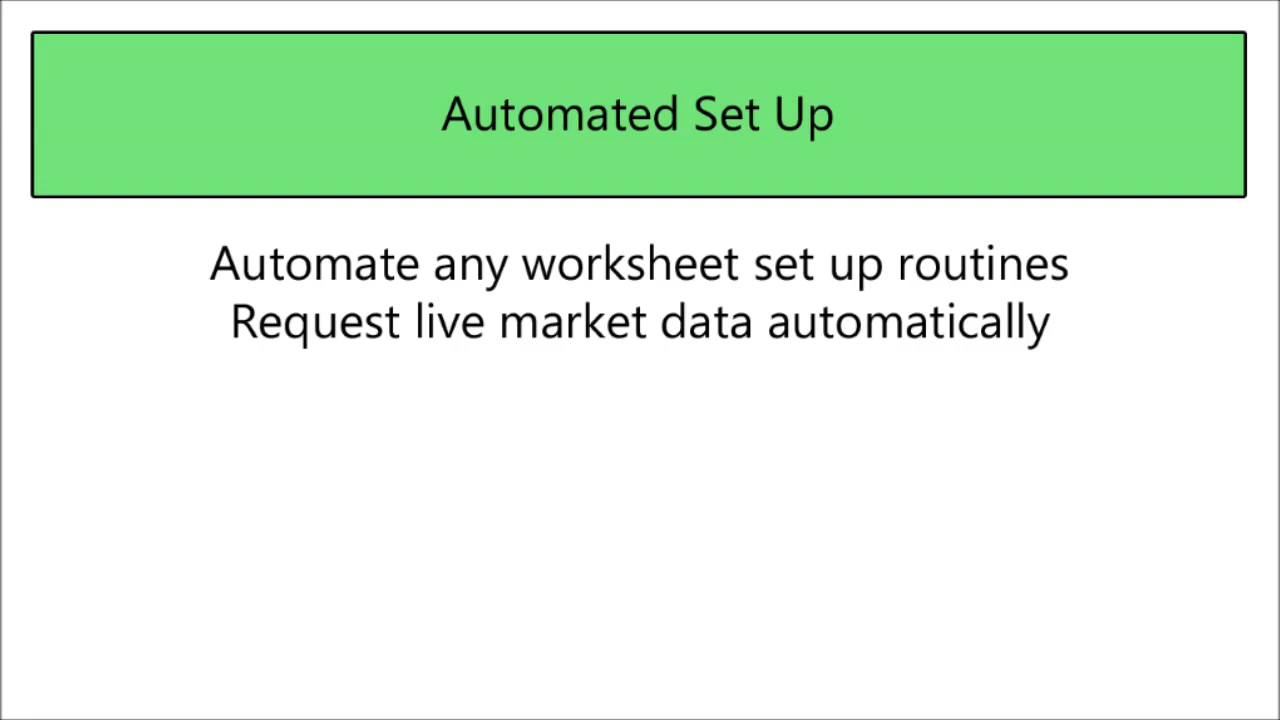 Automated Set Up
Automate any worksheet set up routines
Request live market data automatically